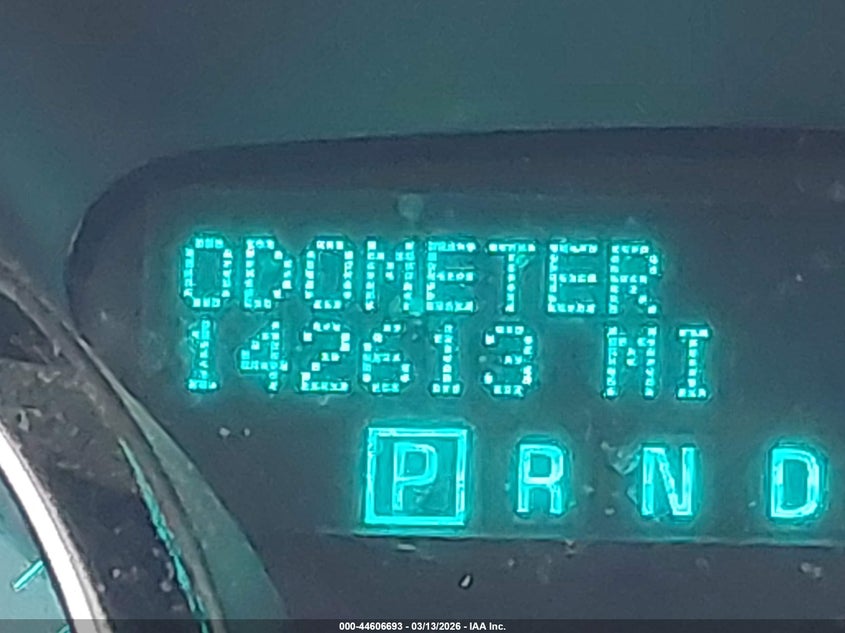 ODOMETER
142613 MI
P R N D
000-44606693 - 03/13/2026 - IAA Inc.